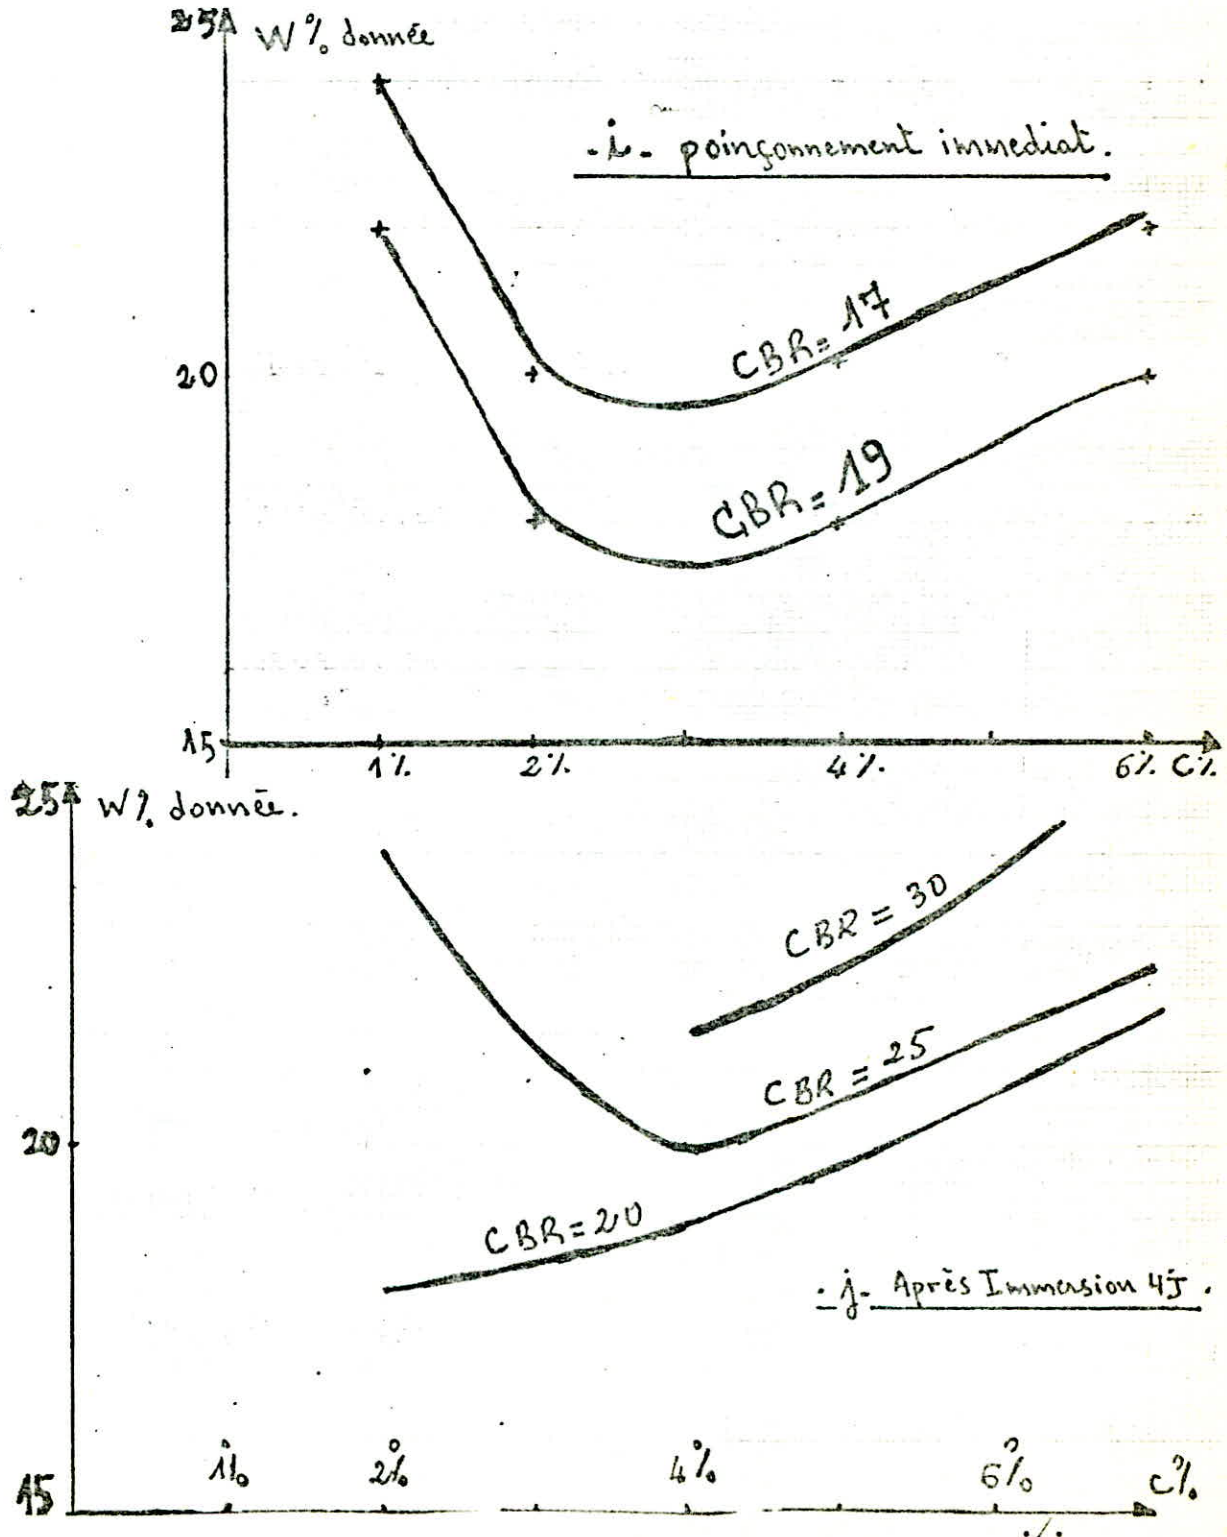 25 W% donnée
-i- poinçonnement immediat.
CBR=17
20
CBR=19
15
1% 2% 4% 6% C%
25 W% donnée.
CBR = 30
CBR = 25
20
CBR=20
-j- Après Immersion 4J.
1% 2% 4% 6% C%
15